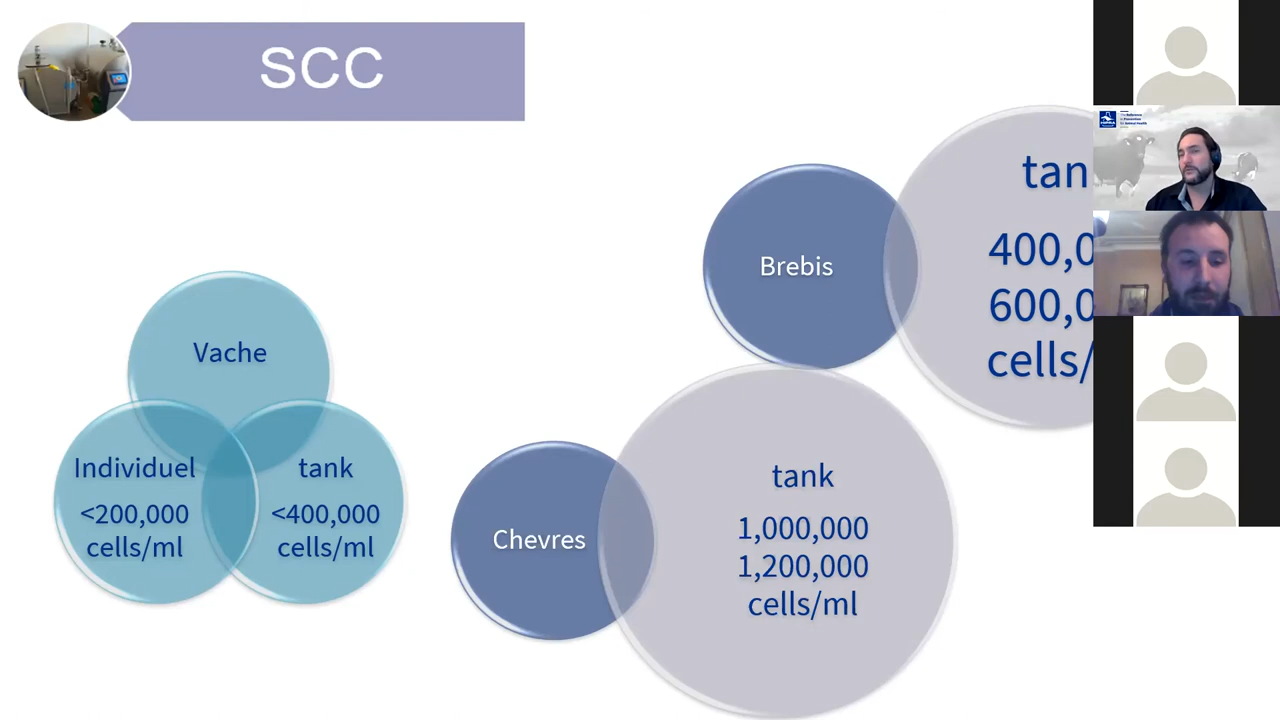 SCC
Vache
Individuel
<200,000
cells/ml
tank
<400,000
cells/ml
Brebis
tan
400,0
600,0
cells/
Chevres
tank
1,000,000
1,200,000
cells/ml